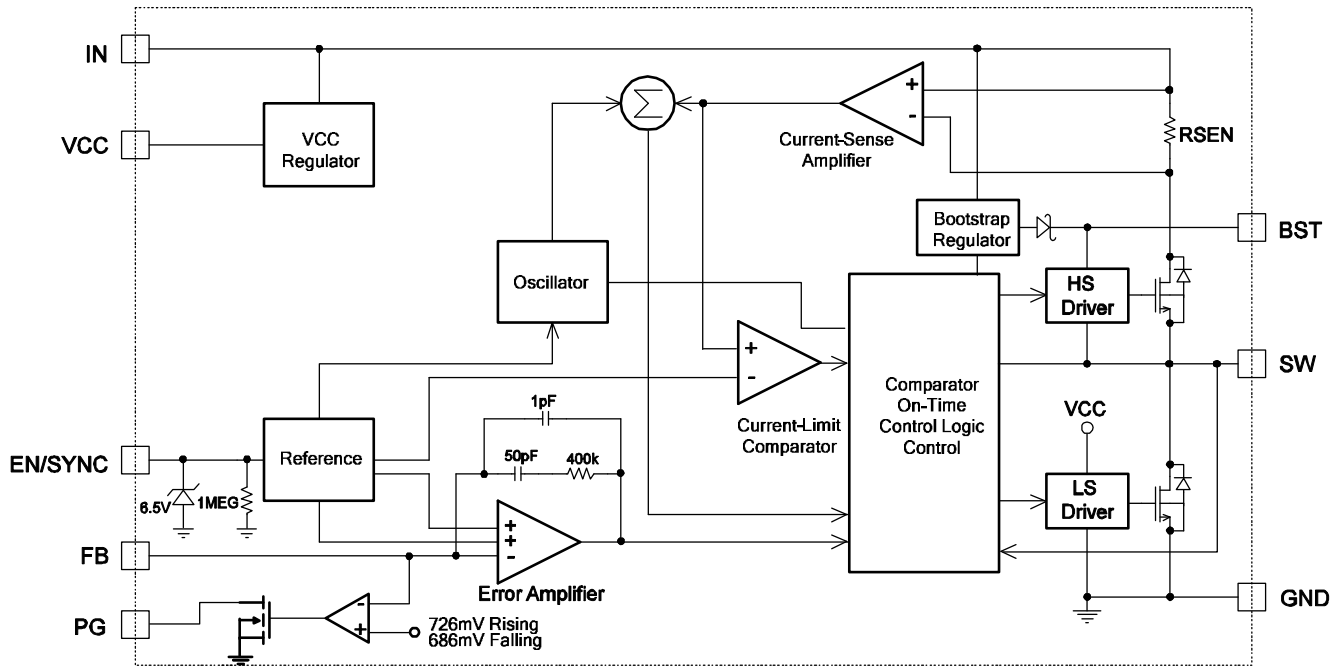 IN
VCC
VCC
Regulator
Σ
+
-
Current-Sense
Amplifier
RSEN
Bootstrap
Regulator
BST
Oscillator
HS
Driver
+
-
Current-Limit
Comparator
Comparator
On-Time
Control Logic
Control
SW
VCC
LS
Driver
EN/SYNC
6.5V
1MEG
Reference
1pF
50pF
400k
+
+
-
Error Amplifier
FB
PG
-
+
726mV Rising
686mV Falling
GND